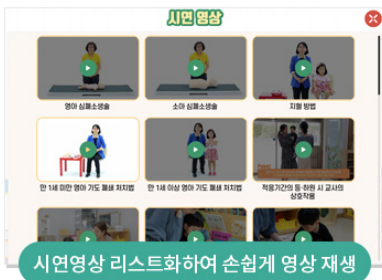 시연 영상
영아 심폐소생술
소아 심폐소생술
지혈 방법
만 1세 미만 영아 기도 폐쇄 처치법
만 1세 이상 영아 기도 폐쇄 처치법
적응기간의 등·하원 시 교사의
상호작용
시연영상 리스트화하여 손쉽게 영상 재생